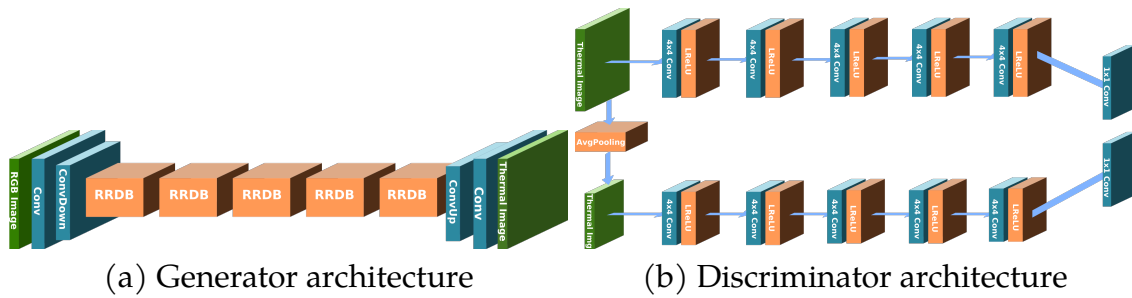 RGB Image
Conv
ConvDown
RRDB
RRDB
RRDB
RRDB
RRDB
ConvUp
Conv
Thermal Image
(a) Generator architecture
Thermal Image
4x4 Conv
LReLU
4x4 Conv
LReLU
4x4 Conv
LReLU
4x4 Conv
LReLU
4x4 Conv
LReLU
1x1 Conv
AvgPooling
Thermal Img
4x4 Conv
LReLU
4x4 Conv
LReLU
4x4 Conv
LReLU
4x4 Conv
LReLU
4x4 Conv
LReLU
1x1 Conv
(b) Discriminator architecture